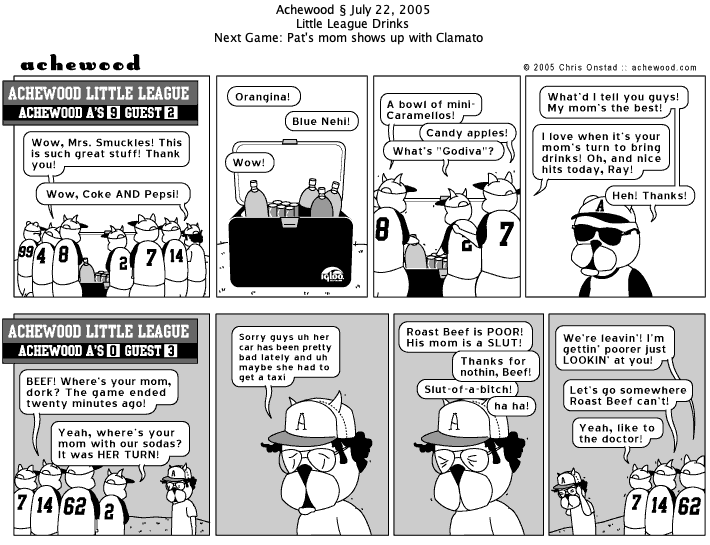 Achewood § July 22, 2005
Little League Drinks
Next Game: Pat's mom shows up with Clamato
achewood
© 2005 Chris Onstad :: achewood.com
ACHEWOOD LITTLE LEAGUE
ACHEWOOD A'S 9 GUEST 2
Wow, Mrs. Smuckles! This
is such great stuff! Thank
you!
Wow, Coke AND Pepsi!
99
4
8
2
7
14
Orangina!
Blue Nehi!
Wow!
igloo
A bowl of mini-
Caramellos!
Candy apples!
What's "Godiva"?
8
2
7
What'd I tell you guys!
My mom's the best!
I love when it's your
mom's turn to bring
drinks! Oh, and nice
hits today, Ray!
Heh! Thanks!
A
ACHEWOOD LITTLE LEAGUE
ACHEWOOD A'S 0 GUEST 3
BEEF! Where's your mom,
dork? The game ended
twenty minutes ago!
Yeah, where's your
mom with our sodas?
It was HER TURN!
7
14
62
2
A
Sorry guys uh her
car has been pretty
bad lately and uh
maybe she had to
get a taxi
A
Roast Beef is POOR!
His mom is a SLUT!
Thanks for
nothin, Beef!
Slut-of-a-bitch!
ha ha!
A
We're leavin'! I'm
gettin' poorer just
LOOKIN' at you!
Let's go somewhere
Roast Beef can't!
Yeah, like to
the doctor!
A
7
14
62